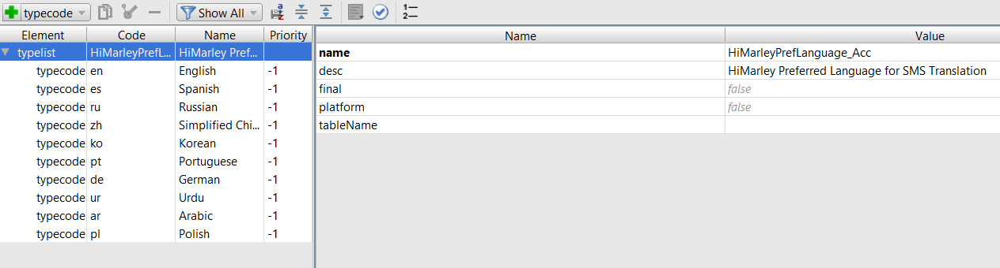 typecode Show All
Element Code Name Priority Name Value
typelist HiMarleyPrefL... HiMarley Pref... name HiMarleyPrefLanguage_Acc
typecode en English -1 desc HiMarley Preferred Language for SMS Translation
typecode es Spanish -1 final false
typecode ru Russian -1 platform false
typecode zh Simplified Chi... -1 tableName
typecode ko Korean -1
typecode pt Portuguese -1
typecode de German -1
typecode ur Urdu -1
typecode ar Arabic -1
typecode pl Polish -1